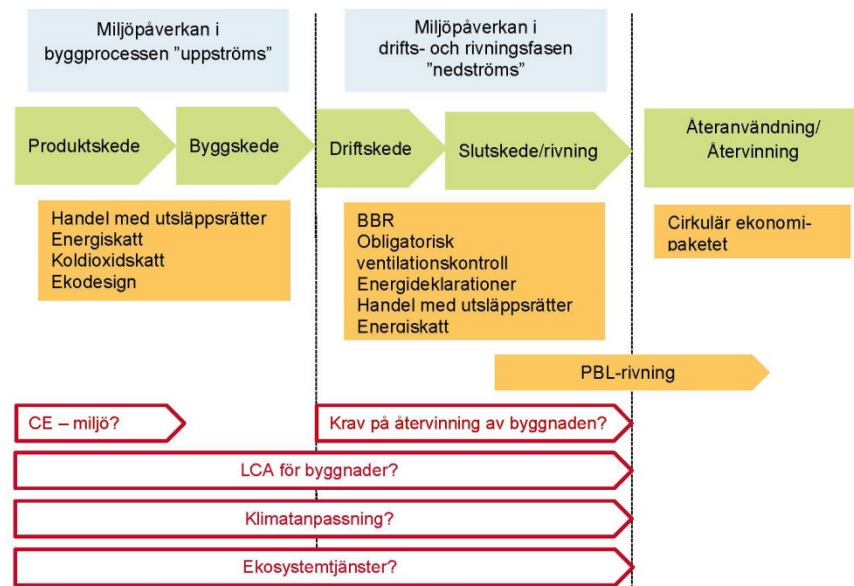 Miljöpåverkan i
byggprocessen "uppströms"
Miljöpåverkan i
drifts- och rivningsfasen
"nedströms"
Produktskede
Byggskede
Driftskede
Slutskede/rivning
Återanvändning/
Återvinning
Handel med utsläppsrätter
Energiskatt
Koldioxidskatt
Ekodesign
BBR
Obligatorisk
ventilationskontroll
Energideklarationer
Handel med utsläppsrätter
Energiskatt
Cirkulär ekonomi-
paketet
PBL-rivning
CE – miljö?
Krav på återvinning av byggnaden?
LCA för byggnader?
Klimatanpassning?
Ekosystemtjänster?